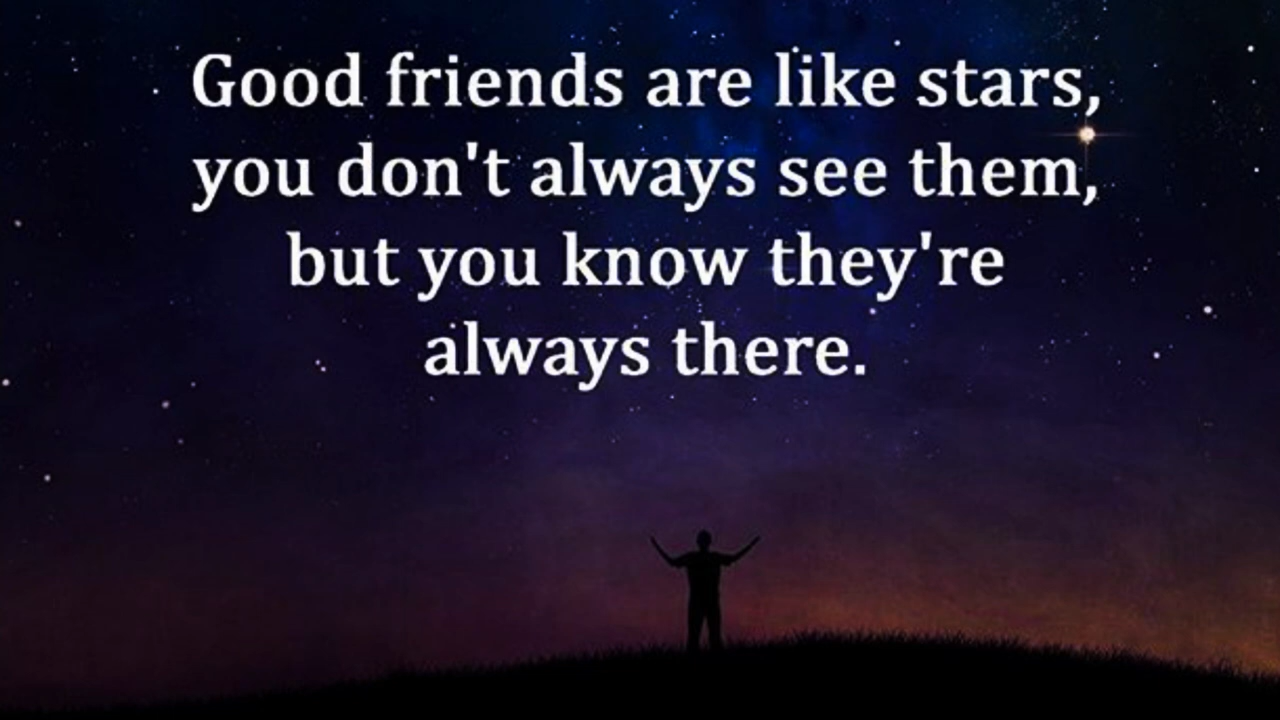 Good friends are like stars,
you don't always see them,
but you know they're
always there.